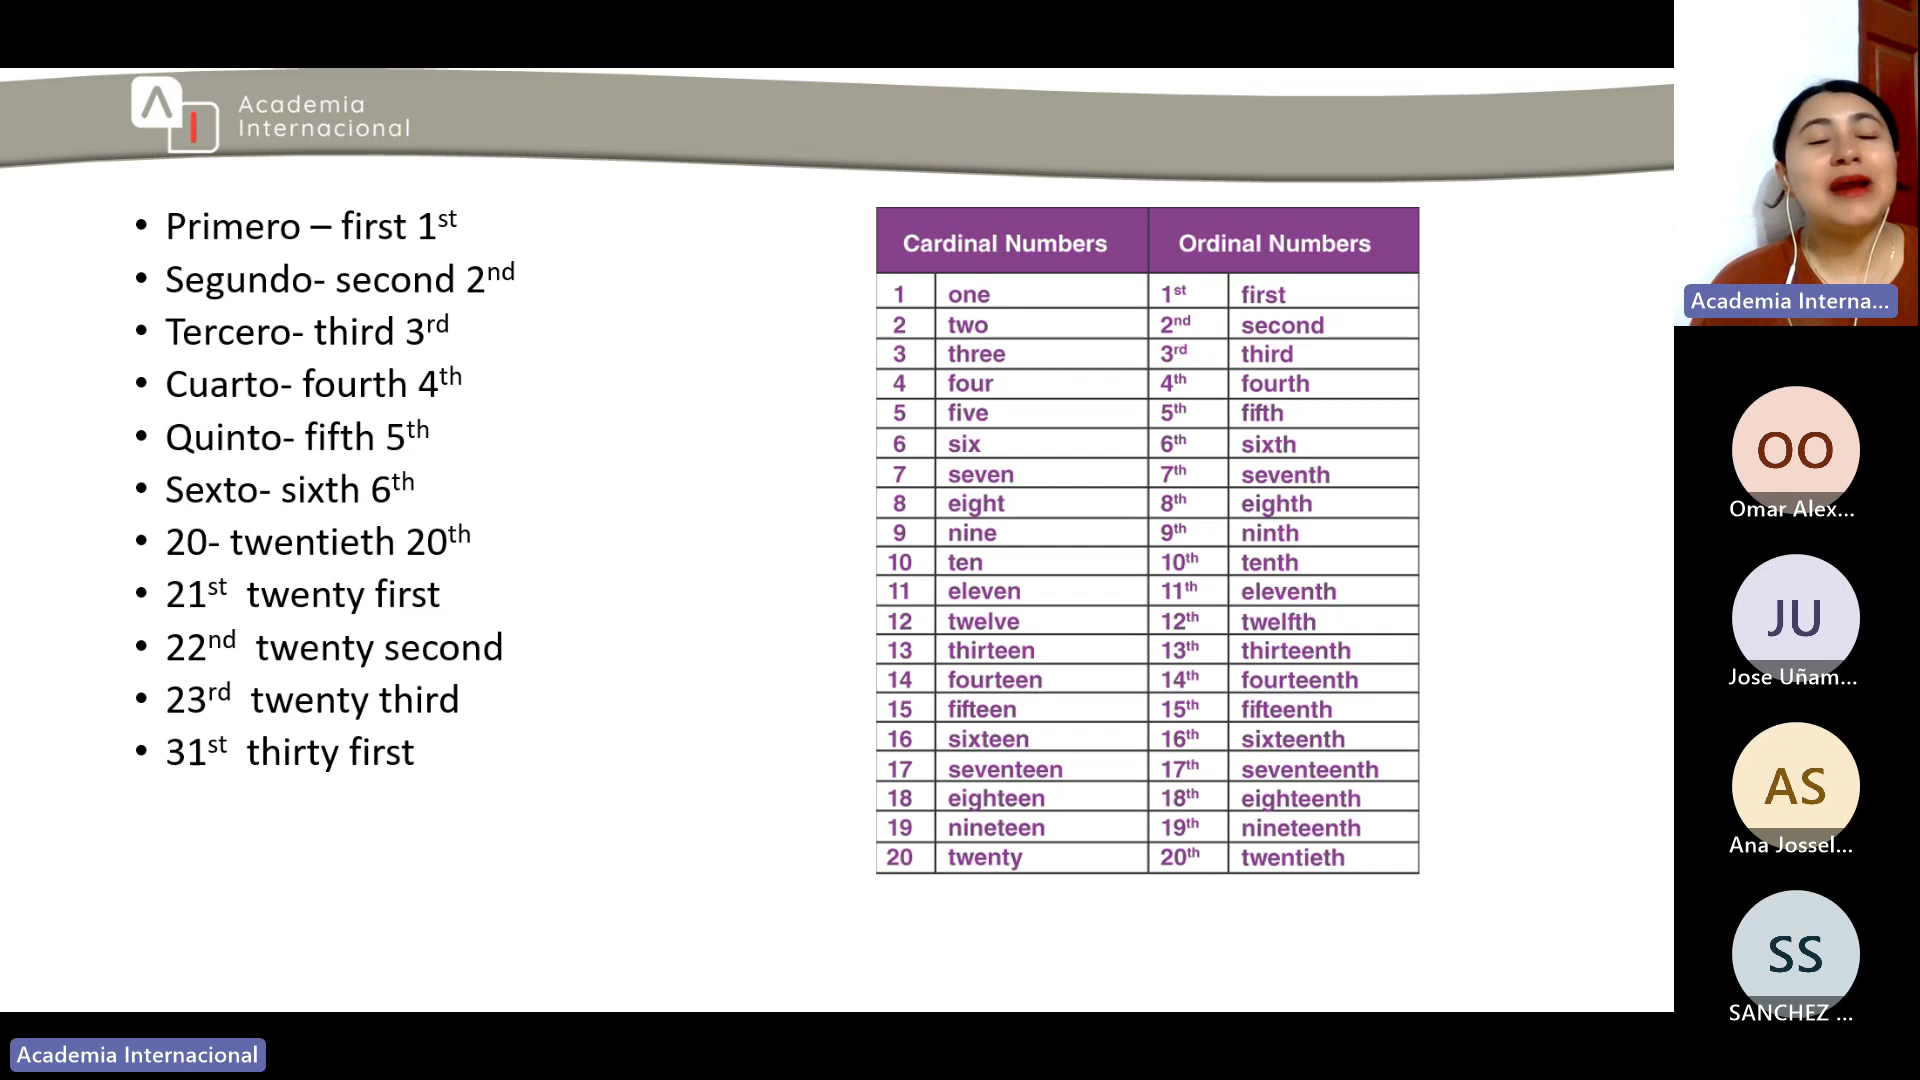 Academia
Internacional
• Primero – first 1st
• Segundo- second 2nd
• Tercero- third 3rd
• Cuarto- fourth 4th
• Quinto- fifth 5th
• Sexto- sixth 6th
• 20- twentieth 20th
• 21st twenty first
• 22nd twenty second
• 23rd twenty third
• 31st thirty first
Cardinal Numbers Ordinal Numbers
1 one 1st first
2 two 2nd second
3 three 3rd third
4 four 4th fourth
5 five 5th fifth
6 six 6th sixth
7 seven 7th seventh
8 eight 8th eighth
9 nine 9th ninth
10 ten 10th tenth
11 eleven 11th eleventh
12 twelve 12th twelfth
13 thirteen 13th thirteenth
14 fourteen 14th fourteenth
15 fifteen 15th fifteenth
16 sixteen 16th sixteenth
17 seventeen 17th seventeenth
18 eighteen 18th eighteenth
19 nineteen 19th nineteenth
20 twenty 20th twentieth
Academia Interna...
OO
Omar Alex...
JU
Jose Uñam...
AS
Ana Jossel...
SS
SANCHEZ ...
Academia Internacional